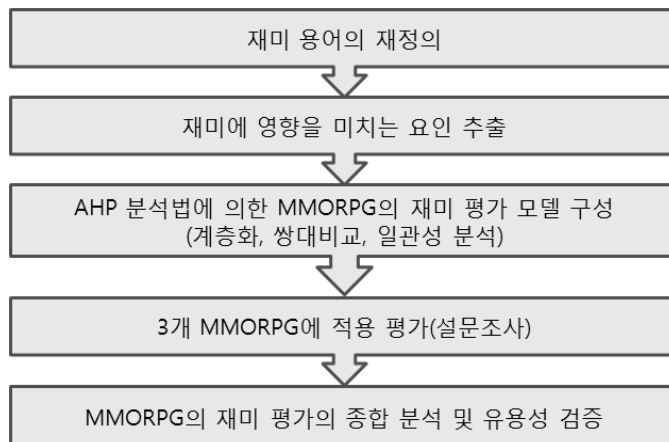 재미 용어의 재정의
재미에 영향을 미치는 요인 추출
AHP 분석법에 의한 MMORPG의 재미 평가 모델 구성
(계층화, 쌍대비교, 일관성 분석)
3개 MMORPG에 적용 평가(설문조사)
MMORPG의 재미 평가의 종합 분석 및 유용성 검증